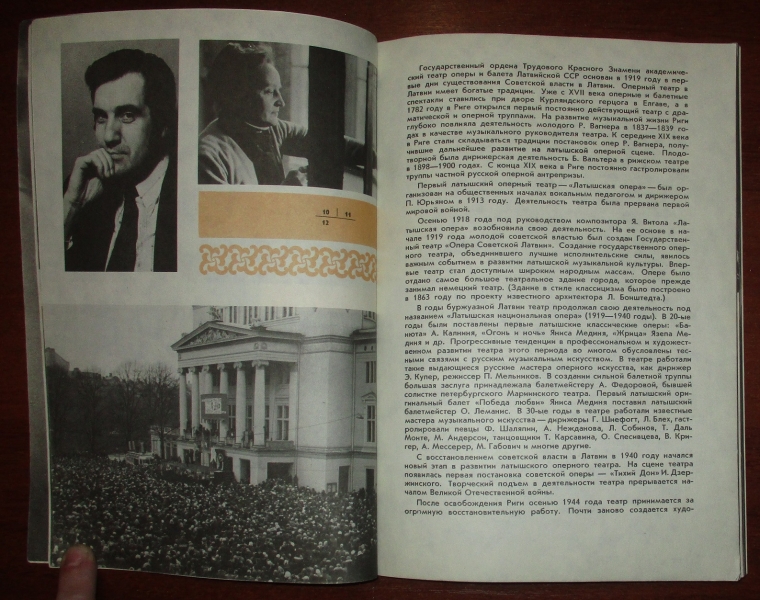 10 | 11
12
Государственный ордена Трудового Красного Знамени академиче-
ский театр оперы и балета Латвийской ССР основан в 1919 году в пер-
вые дни существования Советской власти в Латвии. Оперный театр в
Латвии имеет богатые традиции. Уже с XVII века оперные и балетные
спектакли ставились при дворе Курляндского герцога в Елгаве, а в
1782 году в Риге открылся первый постоянно действующий театр с дра-
матической и оперной труппами. На развитие музыкальной жизни Риги
глубоко повлияла деятельность молодого Р. Вагнера в 1837—1839 го-
дах в качестве музыкального руководителя театра. К середине XIX века
в Риге стали складываться традиции постановок опер Р. Вагнера, полу-
чившие дальнейшее развитие на латышской оперной сцене. Плодо-
творной была дирижерская деятельность Б. Вальтера в рижском театре
в 1898—1900 годах. С конца XIX века в Риге постоянно гастролировали
труппы частной русской оперной антрепризы.
Первый латышский оперный театр — «Латышская опера» — был ор-
ганизован на общественных началах вокальным педагогом и дирижером
П. Юрьяном в 1913 году. Деятельность театра была прервана первой
мировой войной.
Осенью 1918 года под руководством композитора Я. Витола «Ла-
тышская опера» возобновила свою деятельность. На ее основе в на-
чале 1919 года молодой советской властью был создан Государствен-
ный театр «Опера Советской Латвии». Создание государственного опер-
ного театра, объединившего лучшие исполнительские силы, явилось
важным событием в развитии латышской музыкальной культуры. Впер-
вые театр стал доступным широким народным массам. Опере было
отдано самое большое театральное здание города, которое прежде
занимал немецкий театр. (Здание в стиле классицизма было построено
в 1863 году по проекту известного архитектора Л. Бонштедта.)
В годы буржуазной Латвии театр продолжал свою деятельность под
названием «Латышская национальная опера» (1919—1940 годы). В 20-ые
годы были поставлены первые латышские классические оперы: «Ба-
нюта» А. Калниня, «Огонь и ночь» Яниса Мединя, «Жрица» Язепа Ме-
диня и др. Прогрессивные тенденции в профессиональном и художест-
венном развитии театра этого периода во многом обусловлены тес-
ными связями с русским музыкальным искусством. В театре работали
такие выдающиеся русские мастера оперного искусства, как дирижер
Э. Купер, режиссер П. Мельников. В создании сильной балетной труппы
большая заслуга принадлежала балетмейстеру А. Федоровой, бывшей
солистке петербургского Мариинского театра. Первый латышский ори-
гинальный балет «Победа любви» Яниса Мединя поставил латышский
балетмейстер О. Леманис. В 30-ые годы в театре работали известные
мастера музыкального искусства — дирижеры Г. Шнефогт, Л. Блех, гаст-
ролировали певцы Ф. Шаляпин, А. Нежданова, Л. Собинов, Т. Даль
Монте, М. Андерсон, танцовщики Т. Карсавина, О. Спесивцева, В. Кри-
гер, А. Мессерер, М. Габович и многие другие.
С восстановлением советской власти в Латвии в 1940 году начался
новый этап в развитии латышского оперного театра. На сцене театра
появилась первая постановка советской оперы — «Тихий Дон» И. Дзер-
жинского. Творческий подъем в деятельности театра прерывается на-
чалом Великой Отечественной войны.
После освобождения Риги осенью 1944 года театр принимается за
огромную восстановительную работу. Почти заново создается худо-